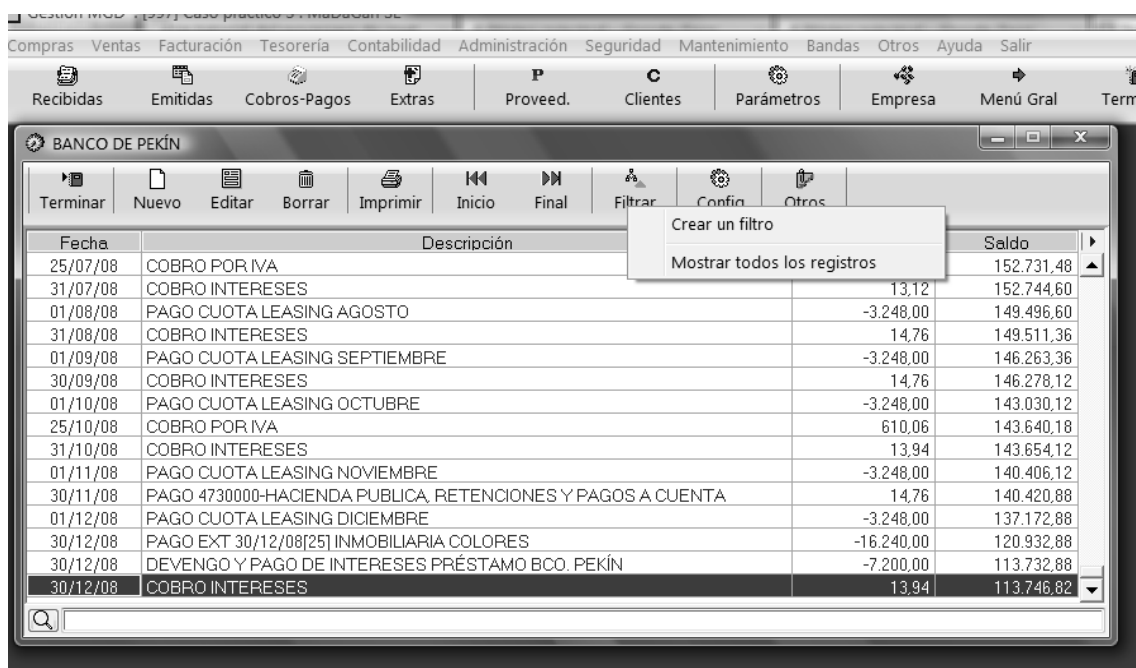 Gestión MGD : [597] Caso práctico 3 : MaDaGan SL
Compras Ventas Facturación Tesorería Contabilidad Administración Seguridad Mantenimiento Bandas Otros Ayuda Salir
Recibidas Emitidas Cobros-Pagos Extras Proveed. Clientes Parámetros Empresa Menú Gral Term
BANCO DE PEKÍN
Terminar Nuevo Editar Borrar Imprimir Inicio Final Filtrar Config Otros
Crear un filtro
Mostrar todos los registros
Fecha Descripción Saldo
25/07/08 COBRO POR IVA 152.731,48
31/07/08 COBRO INTERESES 13,12 152.744,60
01/08/08 PAGO CUOTA LEASING AGOSTO -3.248,00 149.496,60
31/08/08 COBRO INTERESES 14,76 149.511,36
01/09/08 PAGO CUOTA LEASING SEPTIEMBRE -3.248,00 146.263,36
30/09/08 COBRO INTERESES 14,76 146.278,12
01/10/08 PAGO CUOTA LEASING OCTUBRE -3.248,00 143.030,12
25/10/08 COBRO POR IVA 610,06 143.640,18
31/10/08 COBRO INTERESES 13,94 143.654,12
01/11/08 PAGO CUOTA LEASING NOVIEMBRE -3.248,00 140.406,12
30/11/08 PAGO 4730000-HACIENDA PUBLICA, RETENCIONES Y PAGOS A CUENTA 14,76 140.420,88
01/12/08 PAGO CUOTA LEASING DICIEMBRE -3.248,00 137.172,88
30/12/08 PAGO EXT 30/12/08[25] INMOBILIARIA COLORES -16.240,00 120.932,88
30/12/08 DEVENGO Y PAGO DE INTERESES PRÉSTAMO BCO. PEKÍN -7.200,00 113.732,88
30/12/08 COBRO INTERESES 13,94 113.746,82